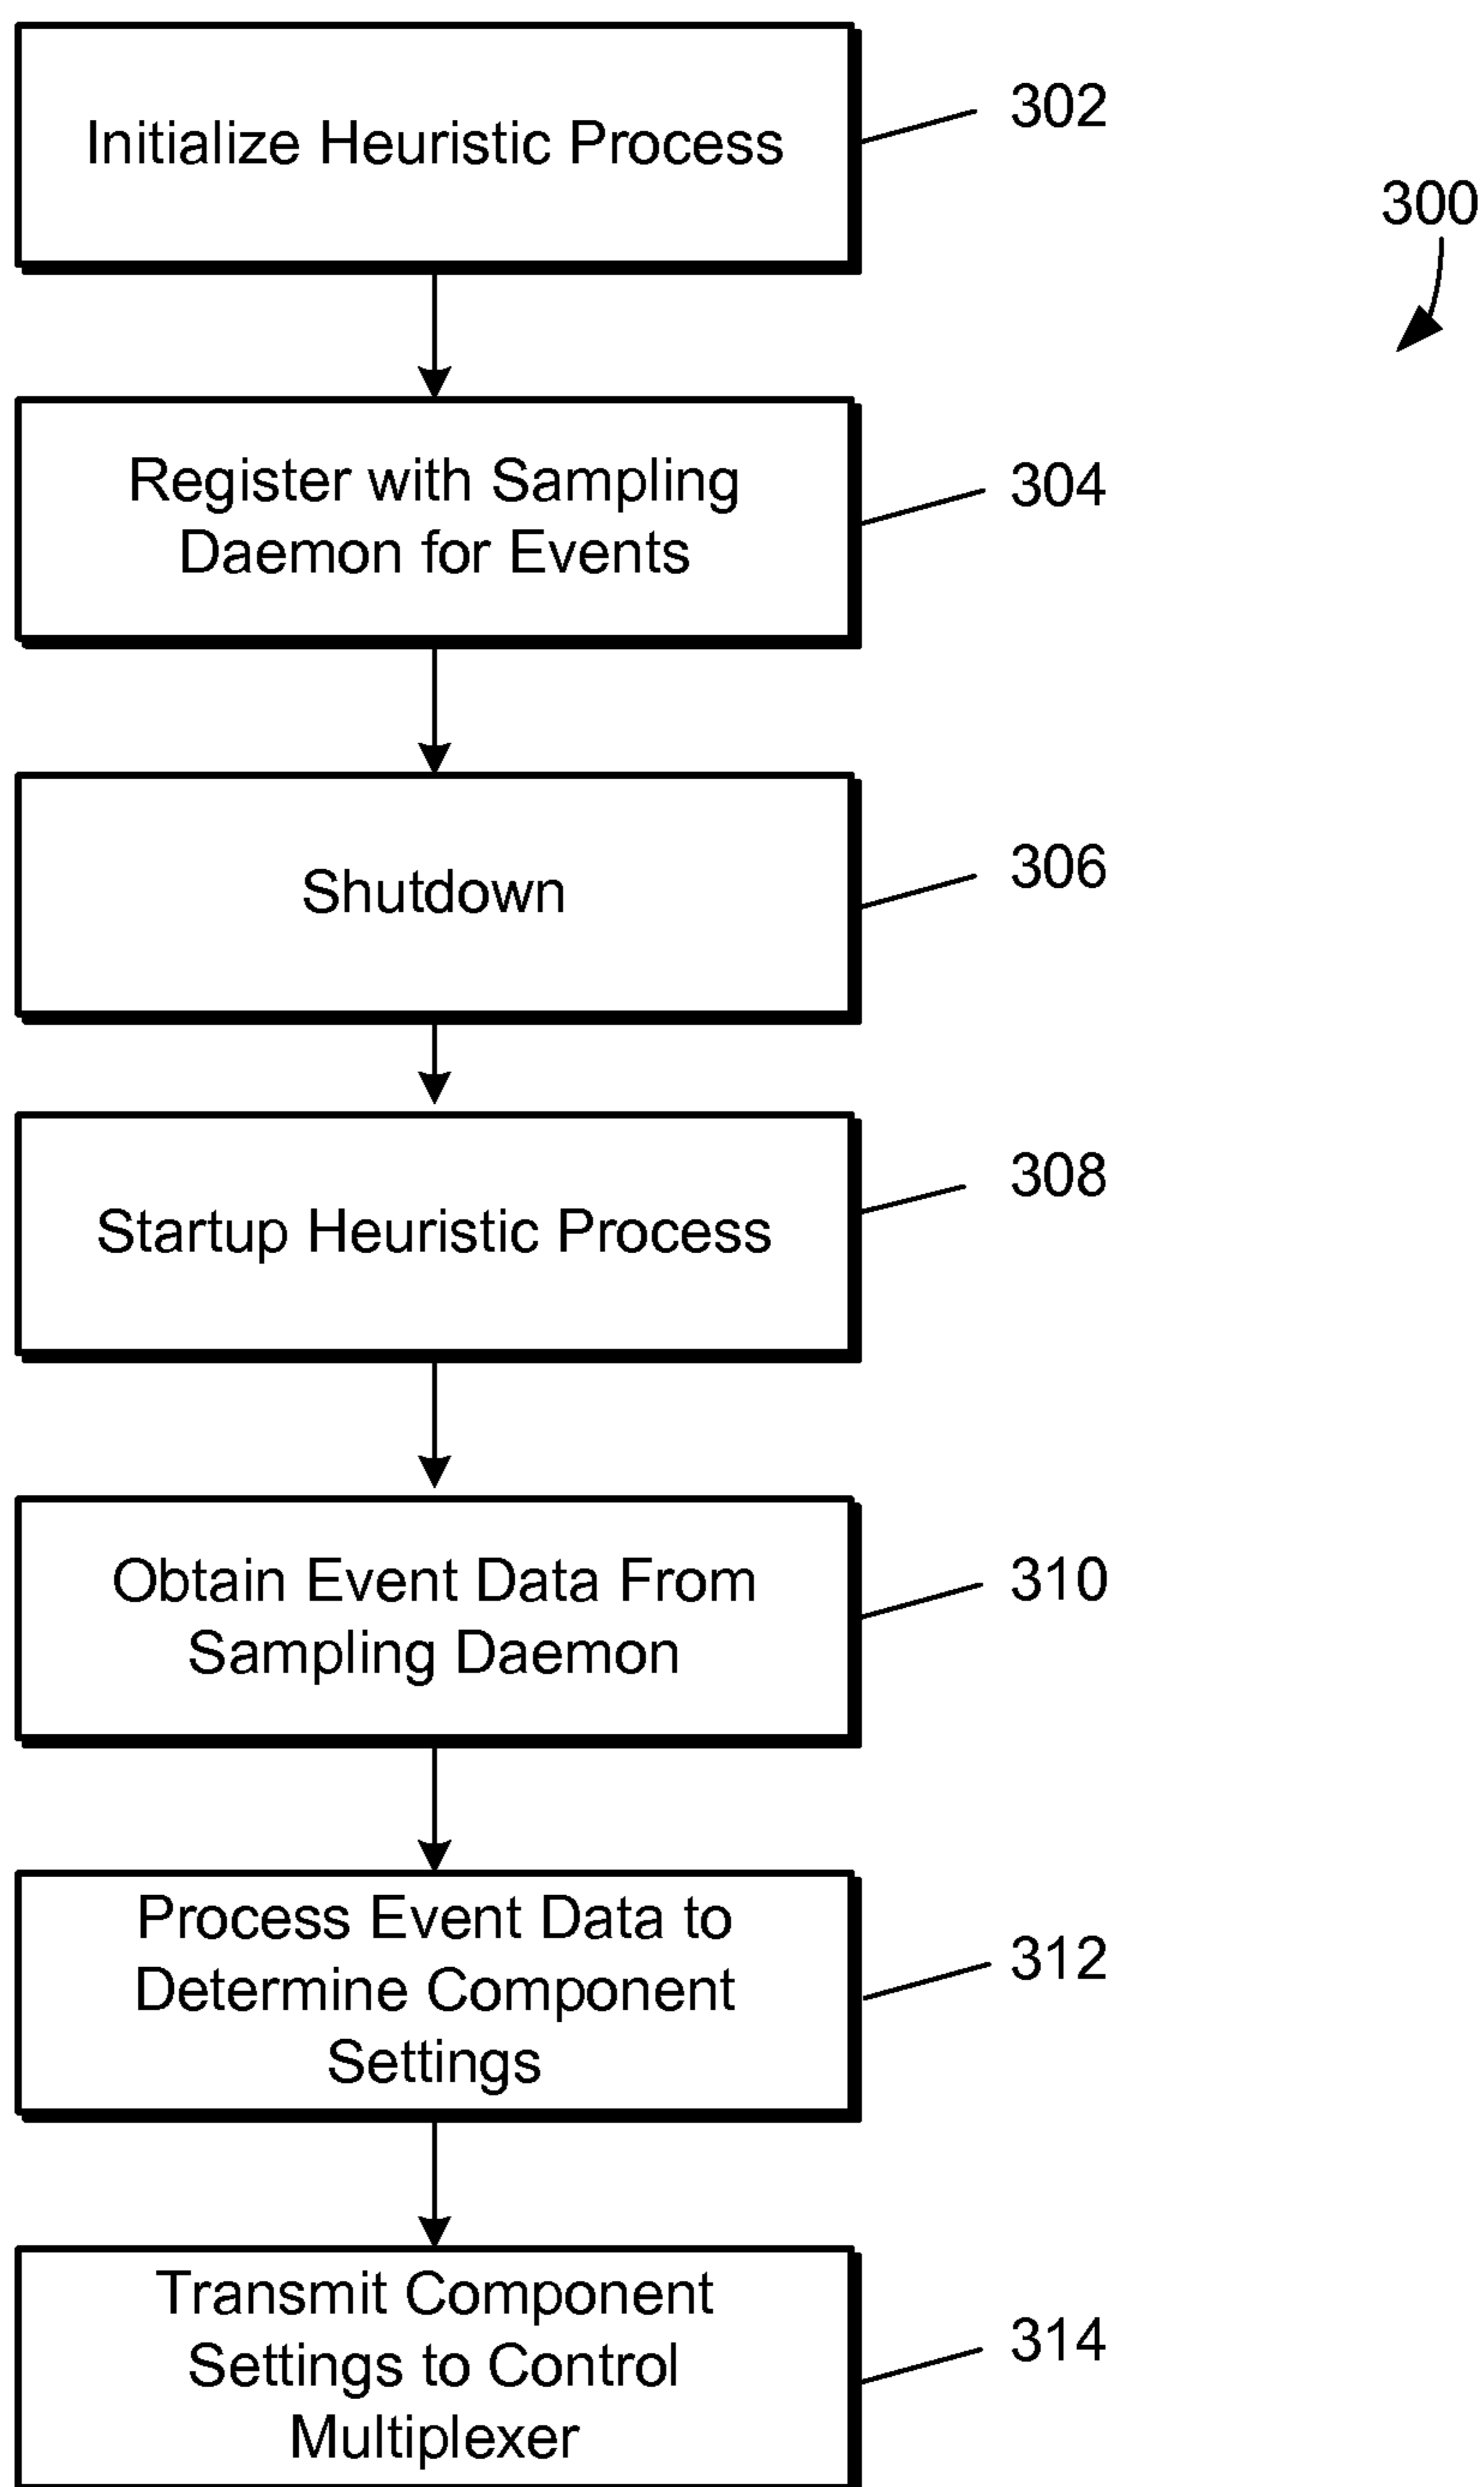 Initialize Heuristic Process
302
300
Register with Sampling
Daemon for Events
304
Shutdown
306
Startup Heuristic Process
308
Obtain Event Data From
Sampling Daemon
310
Process Event Data to
Determine Component
Settings
312
Transmit Component
Settings to Control
Multiplexer
314